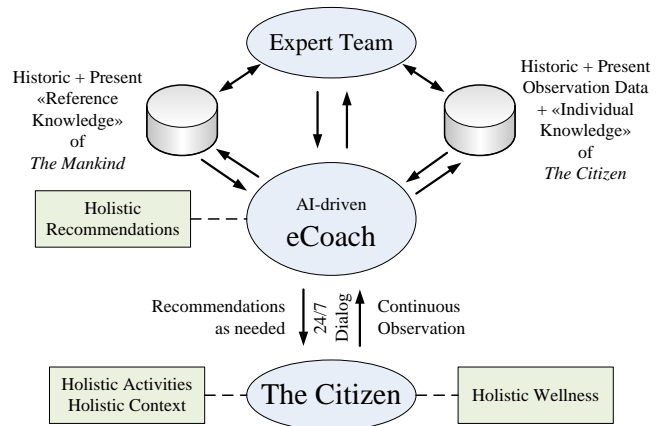 Expert Team
Historic + Present
«Reference
Knowledge»
of
The Mankind
Historic + Present
Observation Data
+ «Individual
Knowledge»
of
The Citizen
AI-driven
eCoach
Holistic
Recommendations
Recommendations
as needed
24/7
Dialog
Continuous
Observation
Holistic Activities
Holistic Context
The Citizen
Holistic Wellness